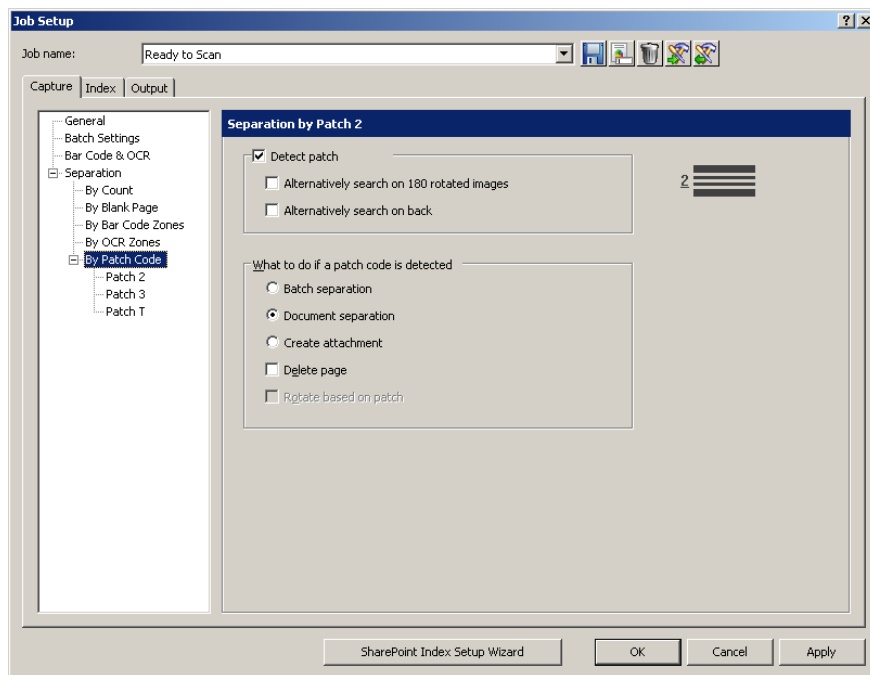 Job Setup
Job name:
Ready to Scan
Capture
Index
Output
General
Batch Settings
Bar Code & OCR
Separation
By Count
By Blank Page
By Bar Code Zones
By OCR Zones
By Patch Code
Patch 2
Patch 3
Patch T
Separation by Patch 2
Detect patch
Alternatively search on 180 rotated images
Alternatively search on back
2
What to do if a patch code is detected
Batch separation
Document separation
Create attachment
Delete page
Rotate based on patch
SharePoint Index Setup Wizard
OK
Cancel
Apply